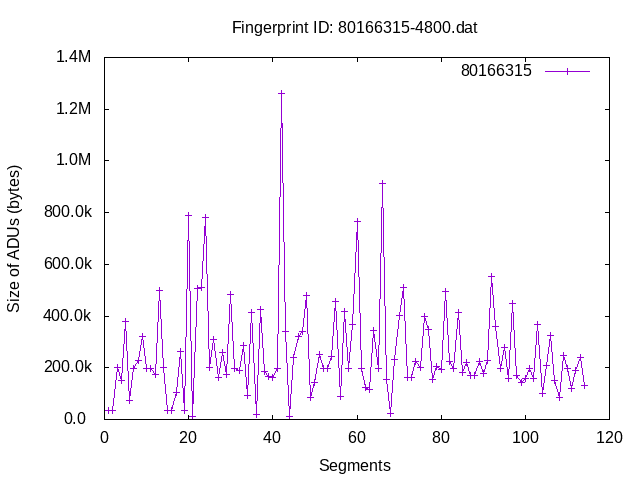 Fingerprint ID: 80166315-4800.dat
1.4M
1.2M
1.0M
800.0k
600.0k
400.0k
200.0k
0.0
0 20 40 60 80 100 120
Size of ADUs (bytes)
Segments
80166315